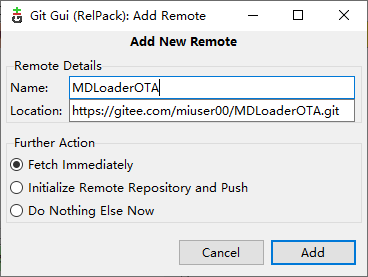 Git Gui (RelPack): Add Remote
Add New Remote
Remote Details
Name: MDLoaderOTA
Location: https://gitee.com/miuser00/MDLoaderOTA.git
Further Action
Fetch Immediately
Initialize Remote Repository and Push
Do Nothing Else Now
Cancel Add